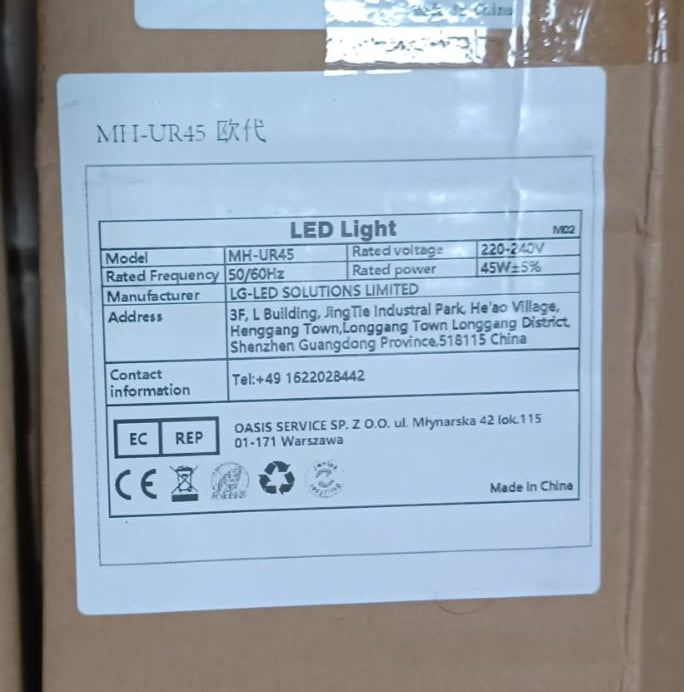 China
MH-UR45 欧代
LED Light M02
Model MH-UR45 Rated voltage 220-240V
Rated Frequency 50/60Hz Rated power 45W±5%
Manufacturer LG-LED SOLUTIONS LIMITED
Address 3F, L Building, JingTie Industral Park, He'ao Village,
Henggang Town,Longgang Town Longgang District,
Shenzhen Guangdong Province,518115 China
Contact
information Tel:+49 1622028442
EC REP OASIS SERVICE SP. Z O.O. ul. Młynarska 42 lok.115
01-171 Warszawa
CE RoHS
Made in China